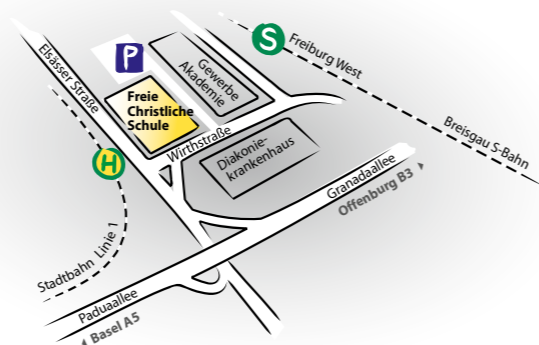 Elsässer Straße
P
Gewerbe
Akademie
S
Freiburg West
Breisgau S-Bahn
Freie
Christliche
Schule
Wirthstraße
Diakonie-
krankenhaus
H
Granadaallee
Offenburg B3
Stadtbahn Linie 1
Paduaallee
Basel A5